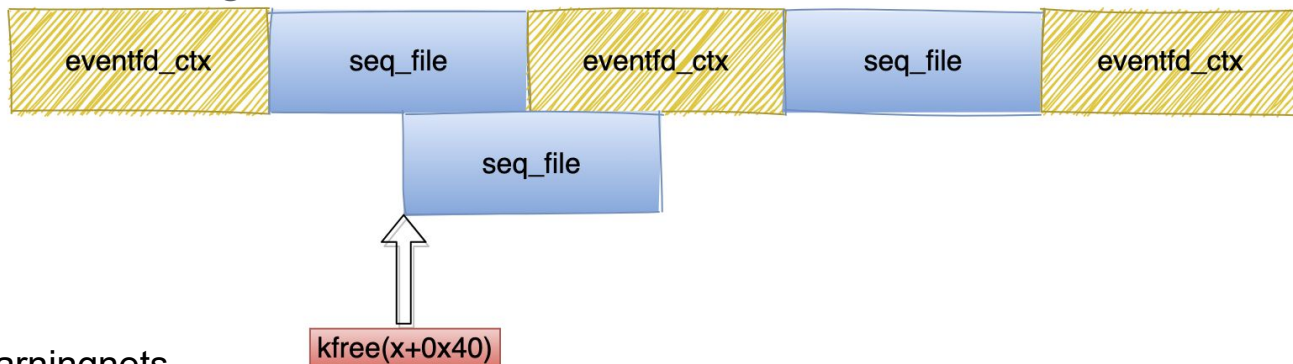 eventfd_ctx seq_file eventfd_ctx seq_file eventfd_ctx
seq_file
kfree(x+0x40)